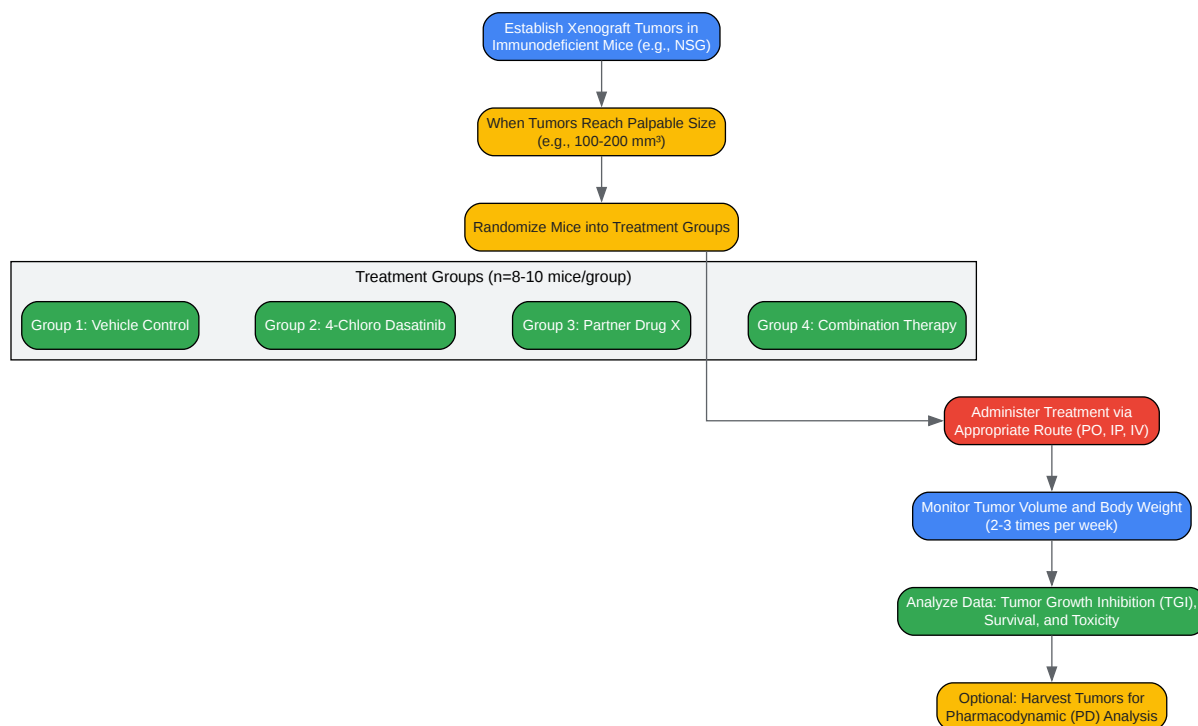 Establish Xenograft Tumors in
Immunodeficient Mice (e.g., NSG)
When Tumors Reach Palpable Size
(e.g., 100-200 mm³)
Randomize Mice into Treatment Groups
Treatment Groups (n=8-10 mice/group)
Group 1: Vehicle Control
Group 2: 4-Chloro Dasatinib
Group 3: Partner Drug X
Group 4: Combination Therapy
Administer Treatment via
Appropriate Route (PO, IP, IV)
Monitor Tumor Volume and Body Weight
(2-3 times per week)
Analyze Data: Tumor Growth Inhibition (TGI),
Survival, and Toxicity
Optional: Harvest Tumors for
Pharmacodynamic (PD) Analysis